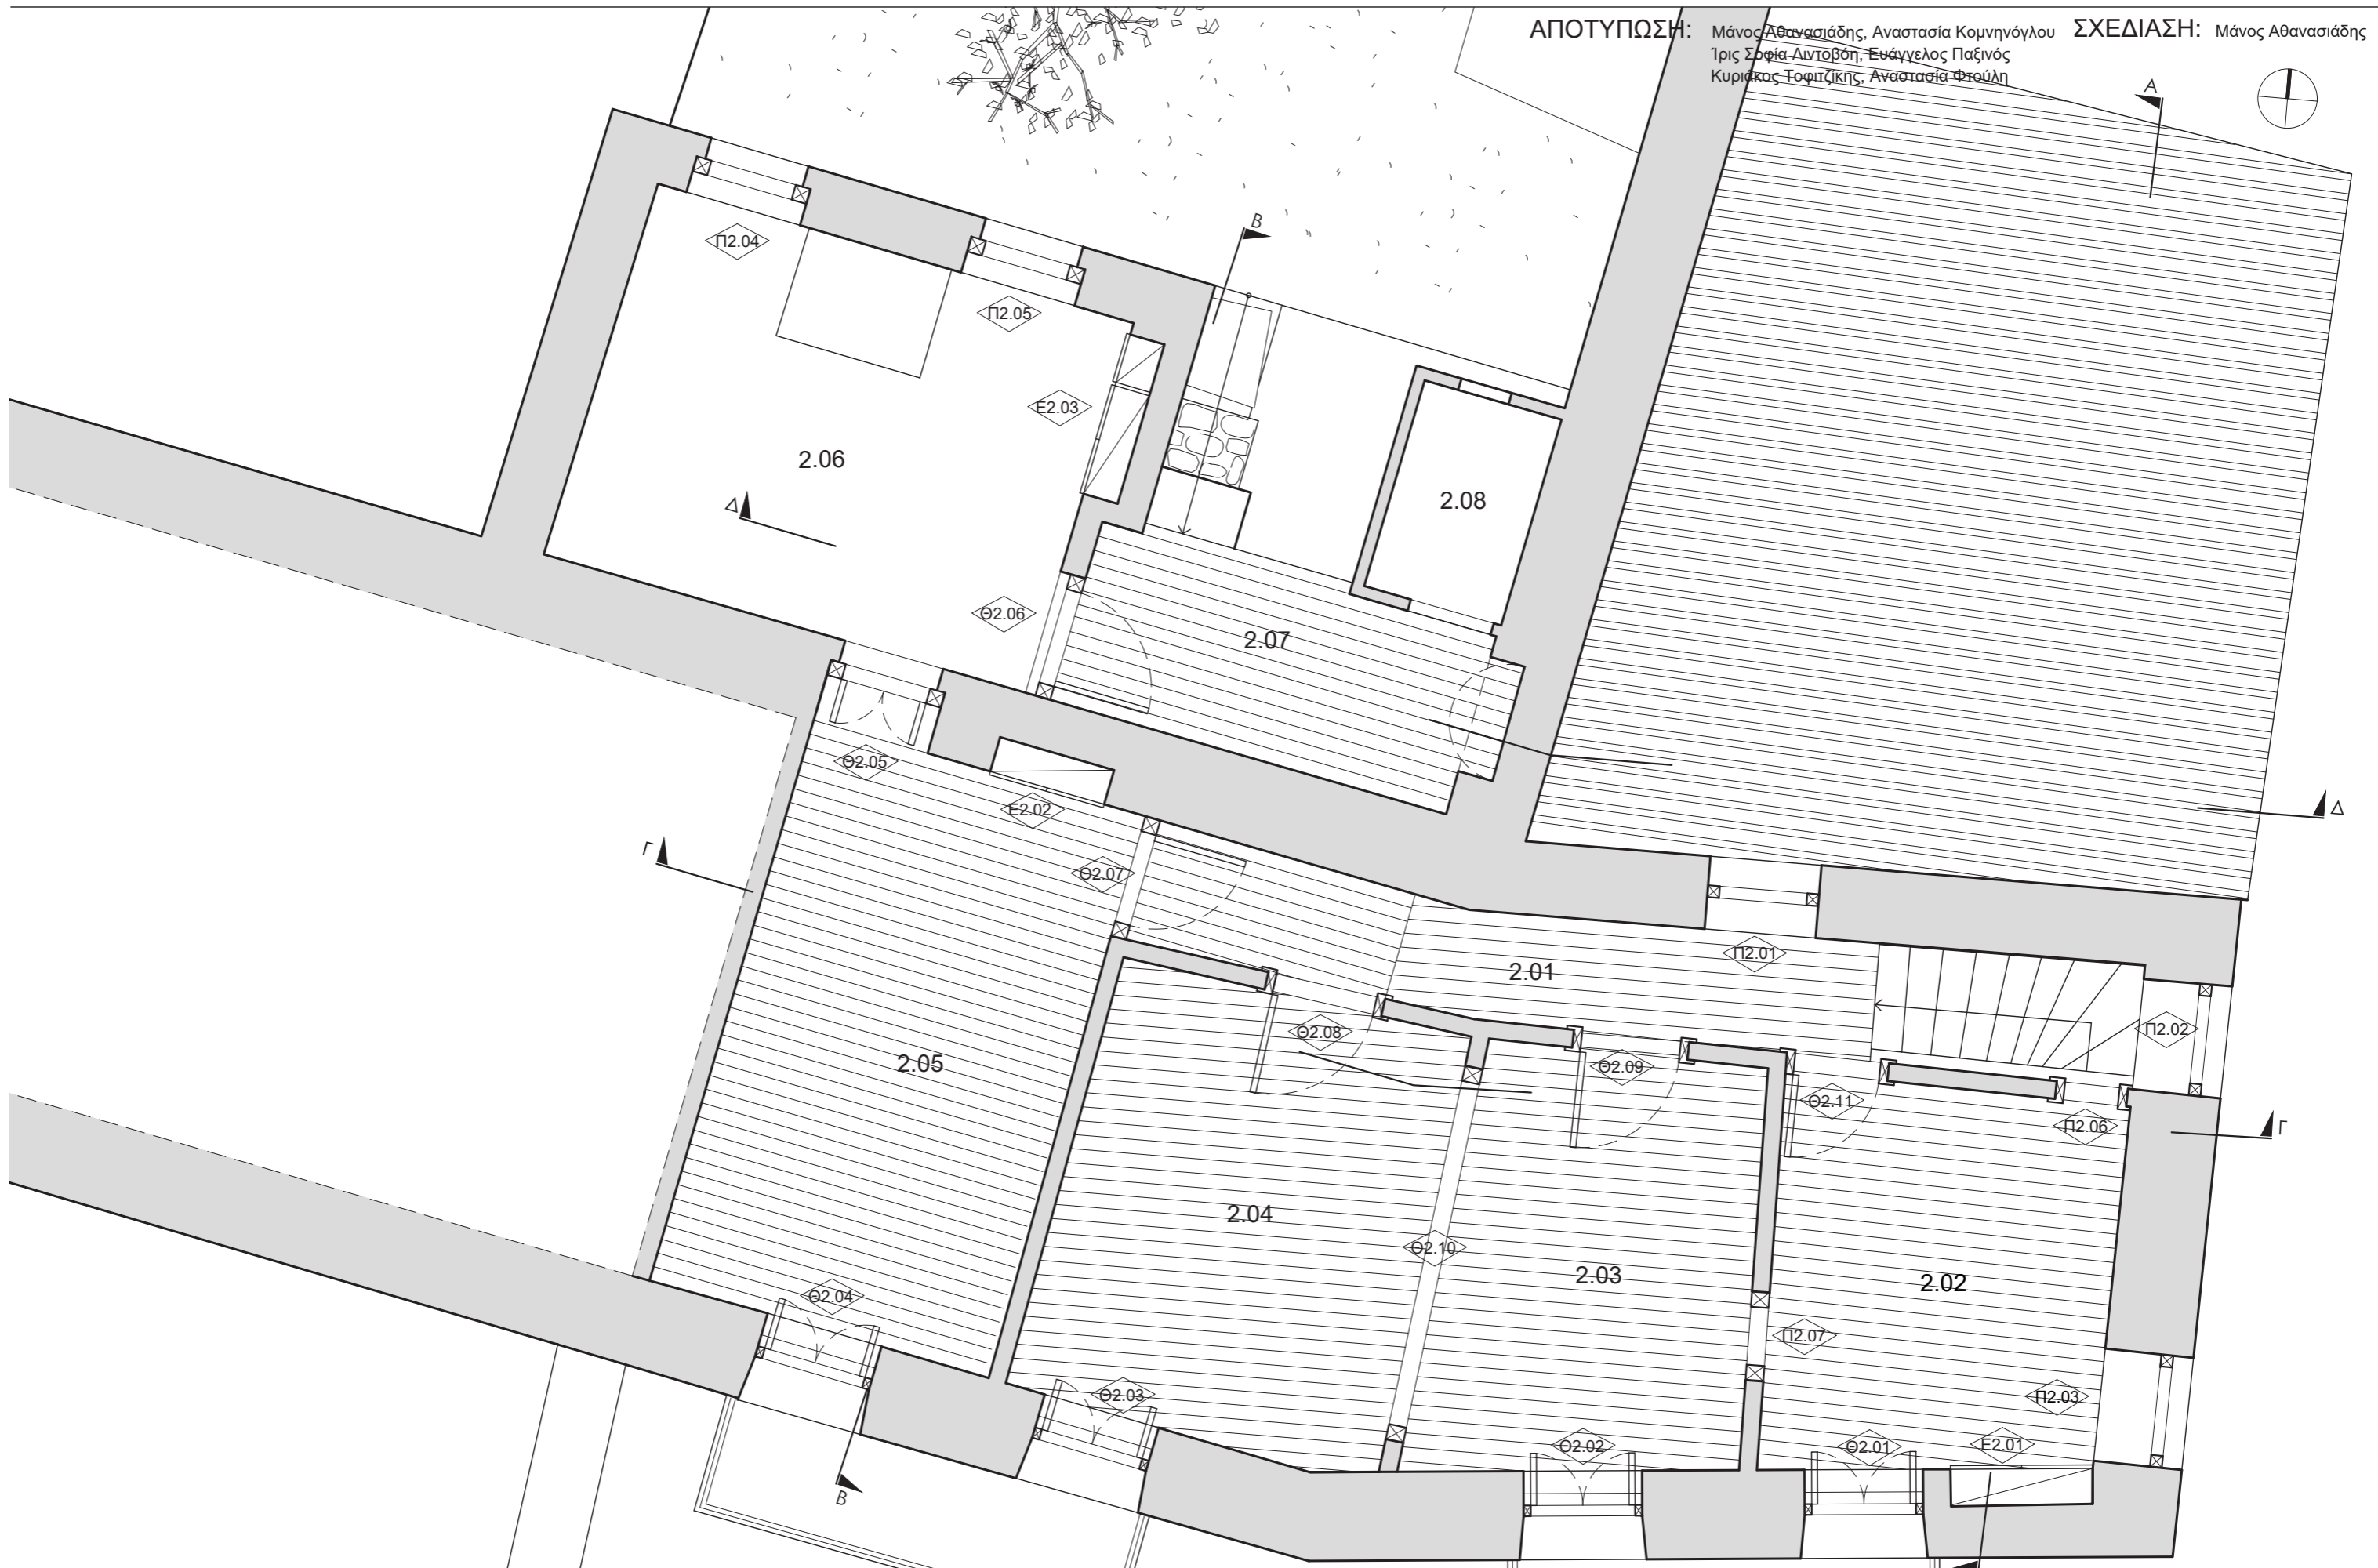 ΑΠΟΤΥΠΩΣΗ: Μάνος Αθανασιάδης, Αναστασία Κομνηνόγλου ΣΧΕΔΙΑΣΗ: Μάνος Αθανασιάδης
Ίρις Σοφία Λιντοβόη, Ευάγγελος Παξινός
Κυριάκος Τοφιτζίκης, Αναστασία Φτούλη
Α
Β
Π2.04
Π2.05
Ε2.03
2.06
2.08
Δ
Θ2.06
2.07
Θ2.05
Ε2.02
Δ
Γ
Θ2.07
Π2.01
2.01
Π2.02
Θ2.08
2.05
Θ2.09
Θ2.11
Π2.06
Γ
2.04
Θ2.10
2.03
2.02
Θ2.04
Π2.07
Θ2.03
Π2.03
Θ2.02
Θ2.01
Ε2.01
Β